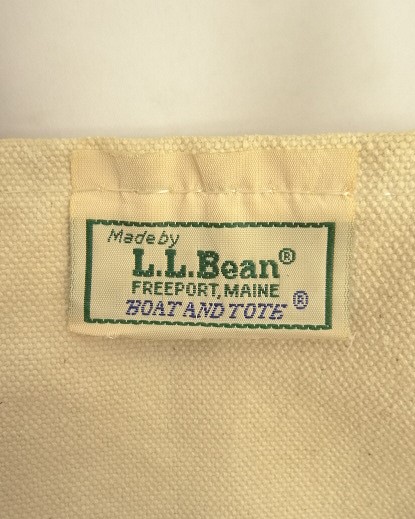 Made by
L.L.Bean®
FREEPORT, MAINE
BOAT AND TOTE®